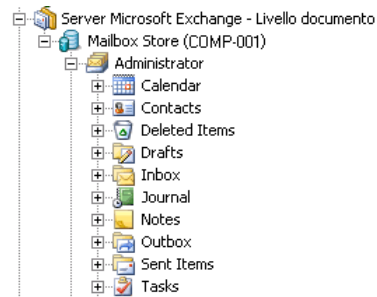 Server Microsoft Exchange - Livello documento
Mailbox Store (COMP-001)
Administrator
Calendar
Contacts
Deleted Items
Drafts
Inbox
Journal
Notes
Outbox
Sent Items
Tasks